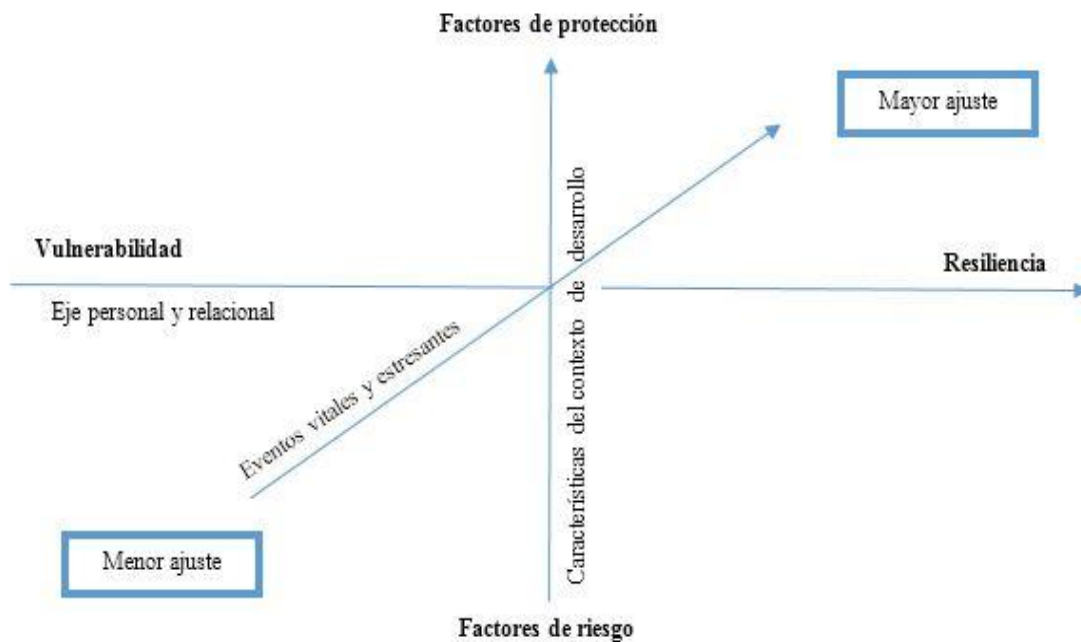 Factores de protección
Mayor ajuste
Vulnerabilidad
Resiliencia
Eje personal y relacional
Eventos vitales y estresantes
Características del contexto de desarrollo
Menor ajuste
Factores de riesgo